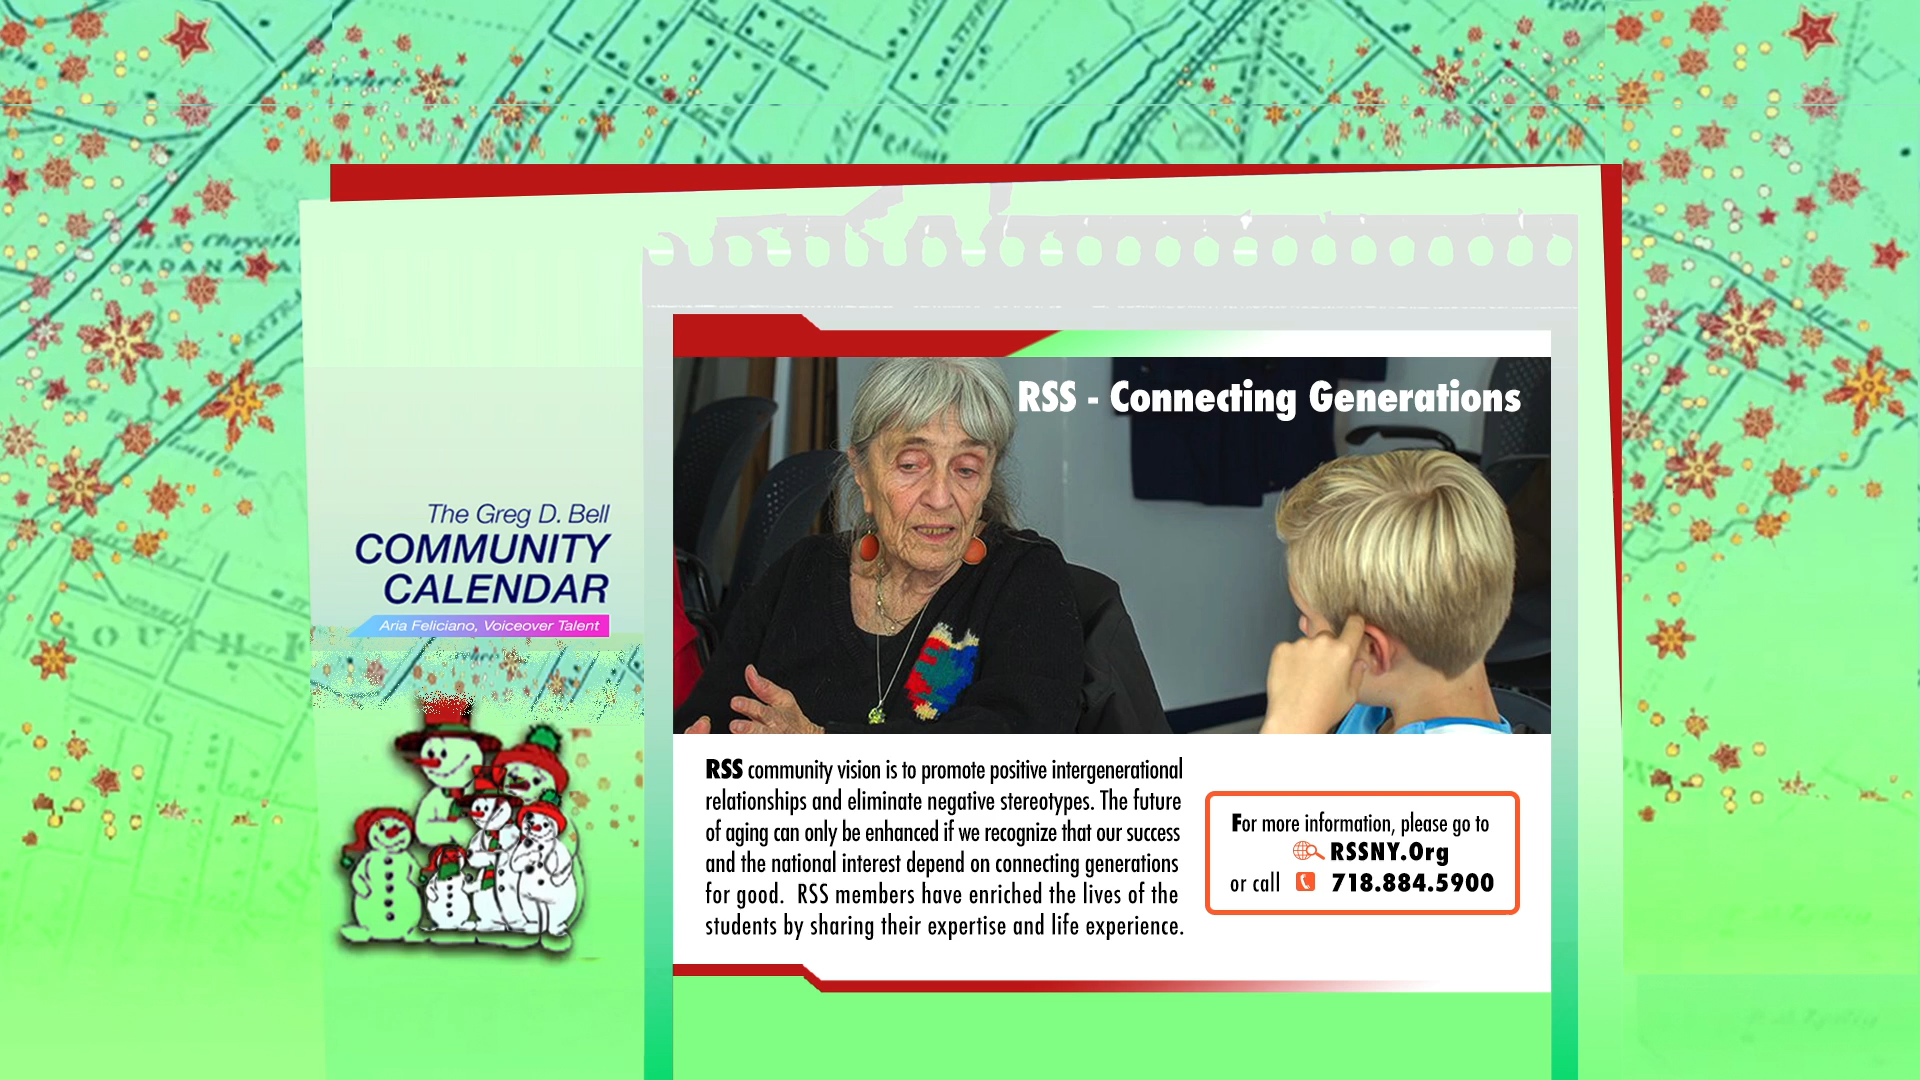 The Greg D. Bell
COMMUNITY
CALENDAR
Aria Feliciano, Voiceover Talent
RSS - Connecting Generations
RSS community vision is to promote positive intergenerational
relationships and eliminate negative stereotypes. The future
of aging can only be enhanced if we recognize that our success
and the national interest depend on connecting generations
for good. RSS members have enriched the lives of the
students by sharing their expertise and life experience.
For more information, please go to
RSSNY.Org
or call 718.884.5900